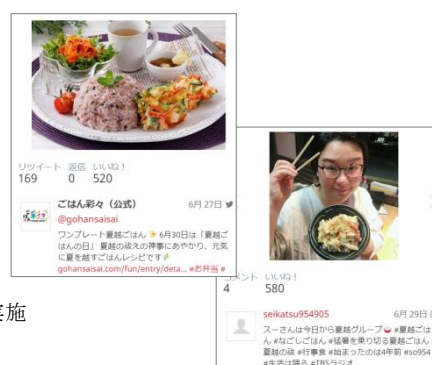 リツイート 返信 いいね！
169 0 520
ごはん彩々（公式） 6月 27日
@gohansaisai
ワンプレート夏越ごはん✨6月30日は「夏越ご
はんの日」 夏越の祓えの神事にあやかり、元気
に夏を越すごはんレシピです
gohansaisai.com/fun/entry/deta... #お弁当 #
施
コメント いいね！
4 580
seikatsu954905 6月 29日
スーさんは今日から夏越グループ #夏越ごは
ん #なごしごはん #猛暑を乗り切る夏越ごはん
夏越の祓 #行事食 #始まったのは4年前 #so954
#生活は踊る #TBSラジオ